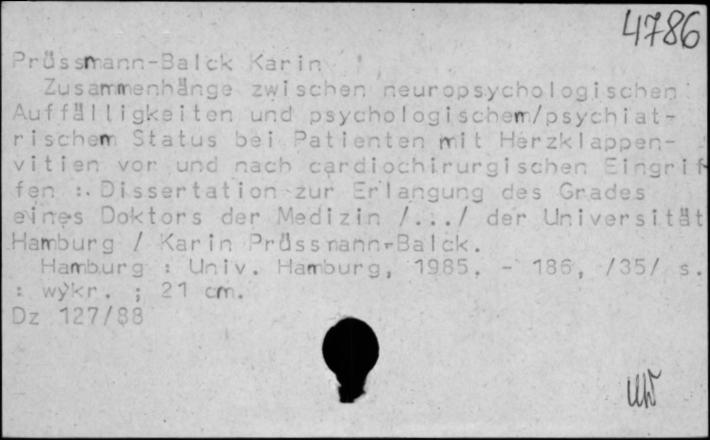 4786
Prüssmann-Balck Karin
Zusammenhänge zwischen neuropsychologischen
Auffälligkeiten und psychologischem/psychiat-
rischem Status bei Patienten mit Herzklappen-
vitien vor und nach cardiochirurgischen Eingrif
fen : Dissertation zur Erlangung des Grades
eines Doktors der Medizin /.../ der Universität
Hamburg / Karin Prüssmann-Balck.
Hamburg : Univ. Hamburg, 1985. - 186, /35/ s.
: wykr. ; 21 cm.
Dz 127/88